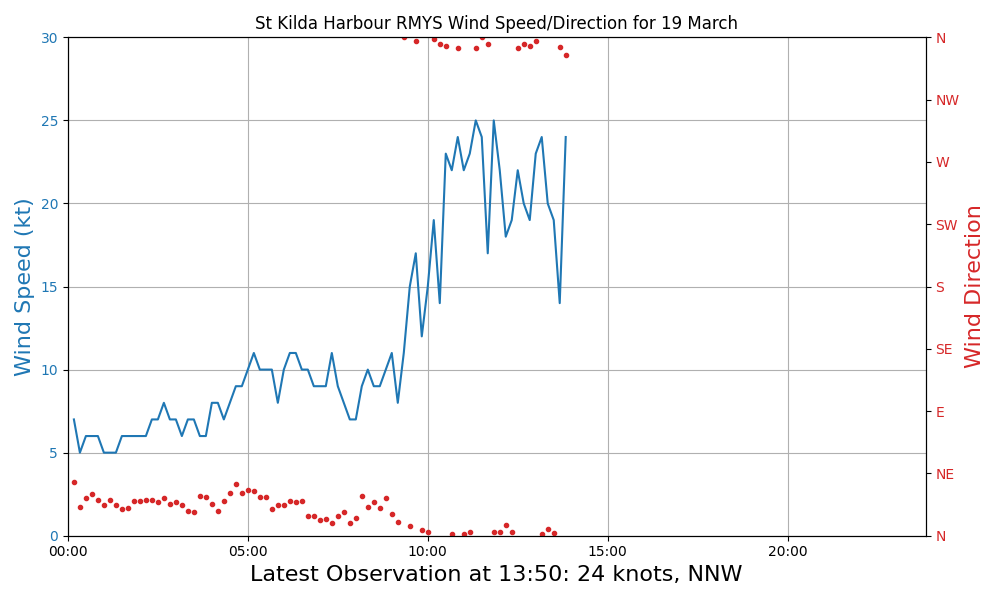 St Kilda Harbour RMYS Wind Speed/Direction for 19 March
30
25
20
15
10
5
0
Wind Speed (kt)
N
NW
W
SW
S
SE
E
NE
N
Wind Direction
00:00
05:00
10:00
15:00
20:00
Latest Observation at 13:50: 24 knots, NNW